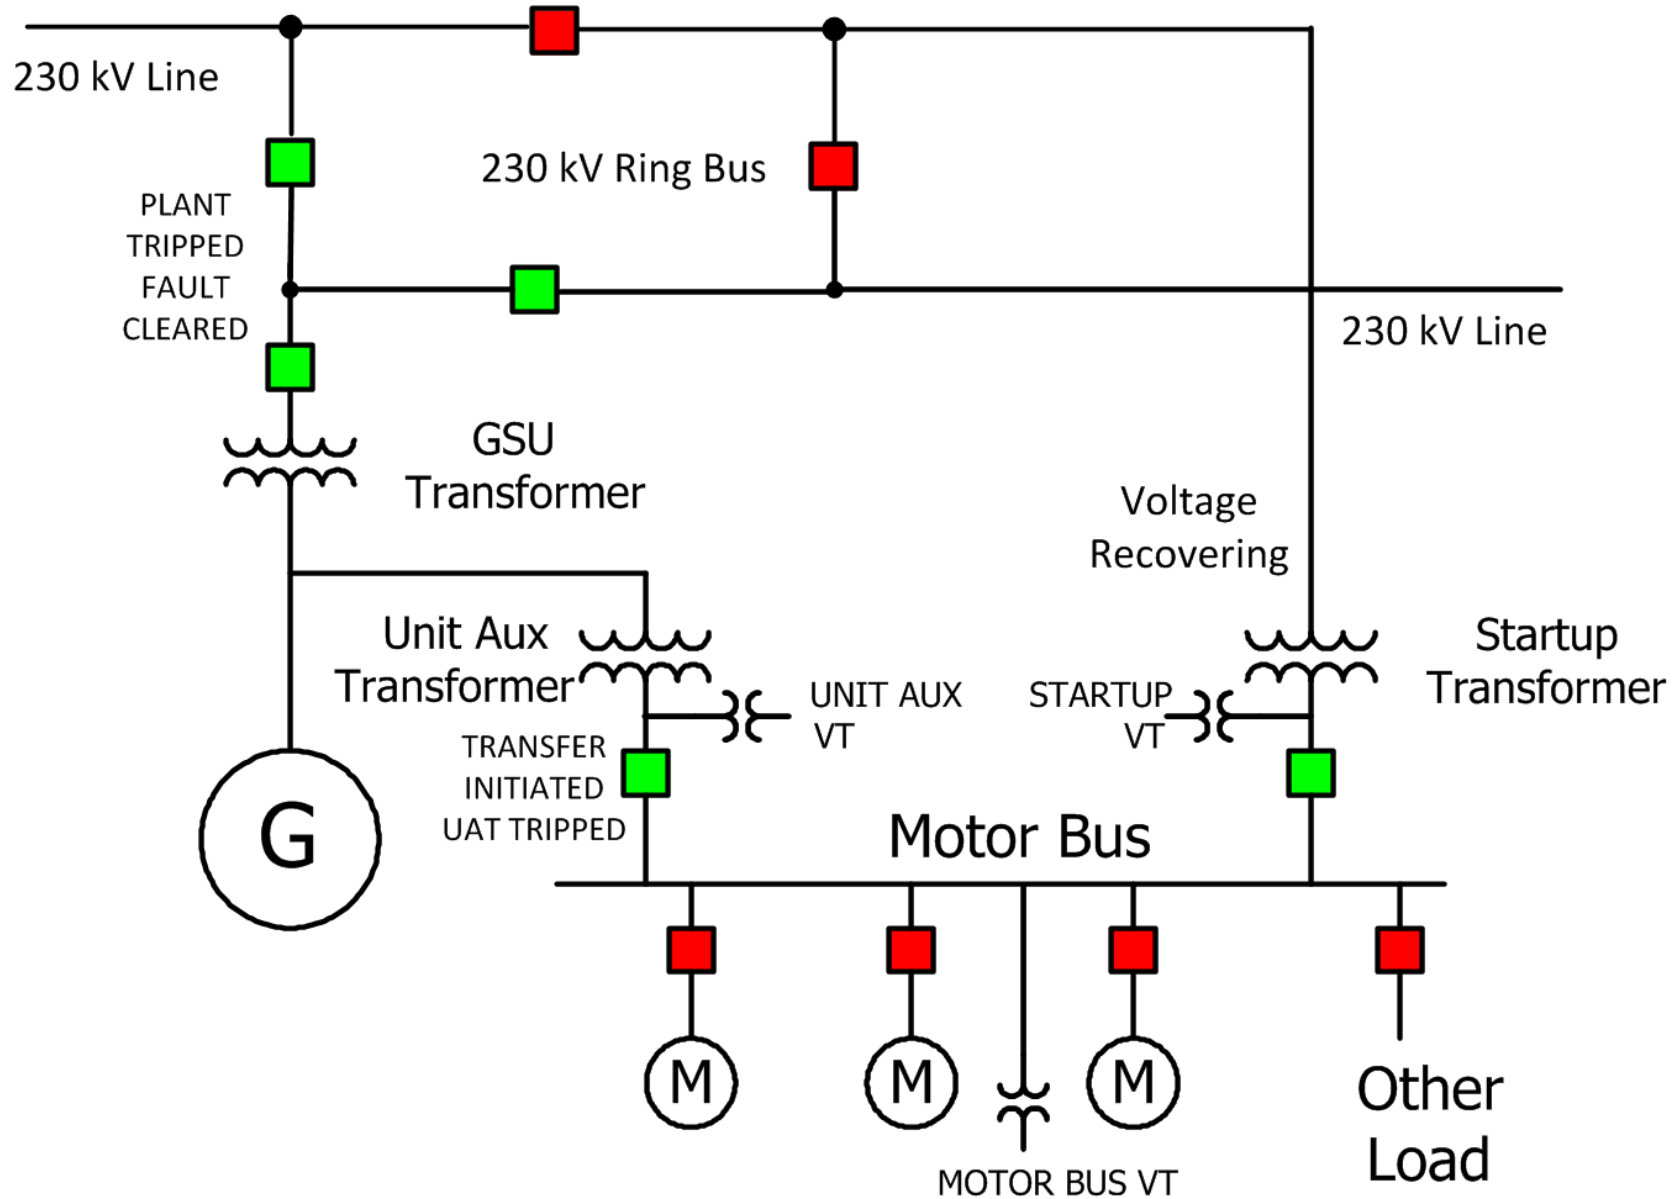 230 kV Line
230 kV Ring Bus
PLANT
TRIPPED
FAULT
CLEARED
230 kV Line
GSU
Transformer
Voltage
Recovering
Unit Aux
Transformer
Startup
Transformer
UNIT AUX
VT
STARTUP
VT
TRANSFER
INITIATED
UAT TRIPPED
G
Motor Bus
M
M
M
Other
Load
MOTOR BUS VT